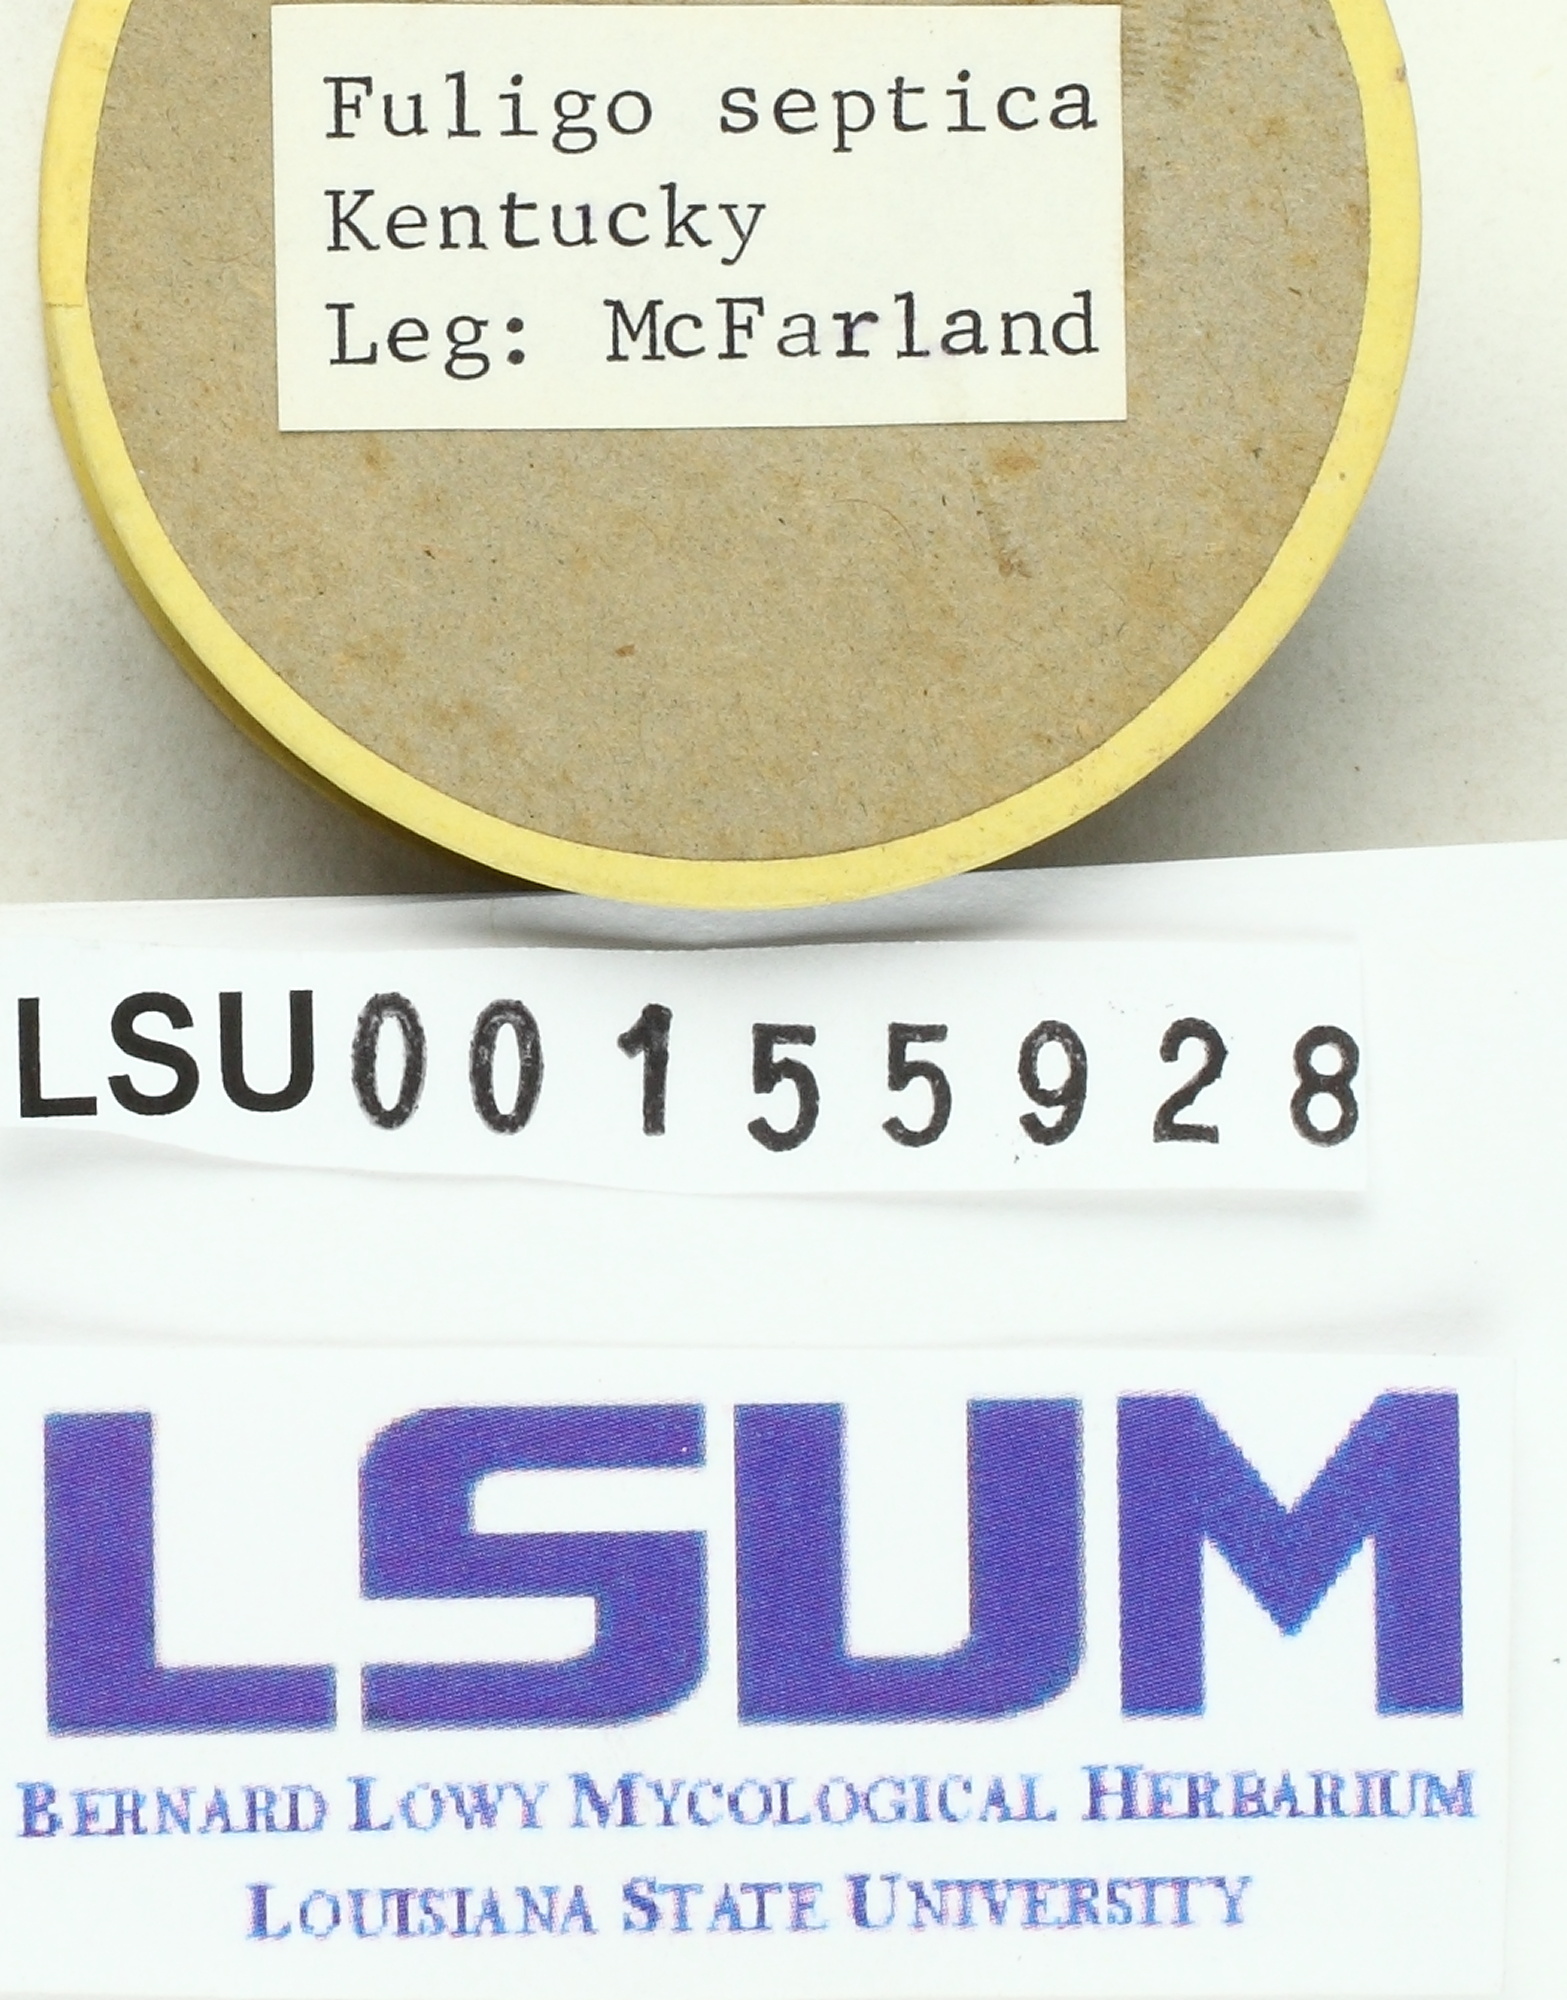 Fuligo septica
Kentucky
Leg: McFarland
LSU00155928
LSUM
BERNARD LOWY MYCOLOGICAL HERBARIUM
LOUISIANA STATE UNIVERSITY